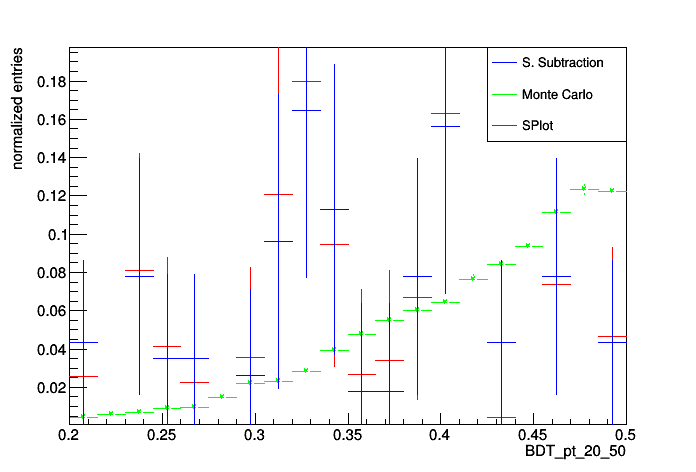 normalized entries
S. Subtraction
Monte Carlo
SPlot
0.18
0.16
0.14
0.12
0.1
0.08
0.06
0.04
0.02
0.2 0.25 0.3 0.35 0.4 0.45 0.5
BDT_pt_20_50